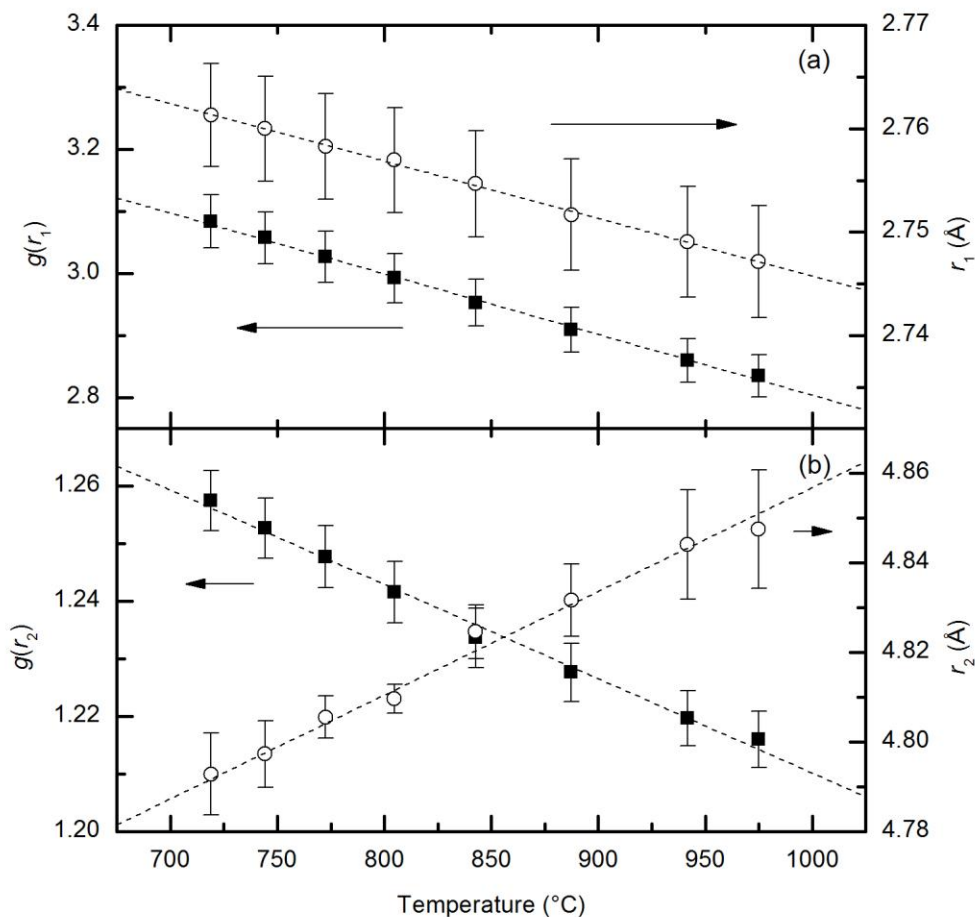 3.4
3.2
3.0
2.8
g(r₁)
(a)
2.77
2.76
2.75
2.74
r₁ (Å)
1.26
1.24
1.22
1.20
g(r₂)
(b)
4.86
4.84
4.82
4.80
4.78
r₂ (Å)
700 750 800 850 900 950 1000
Temperature (°C)